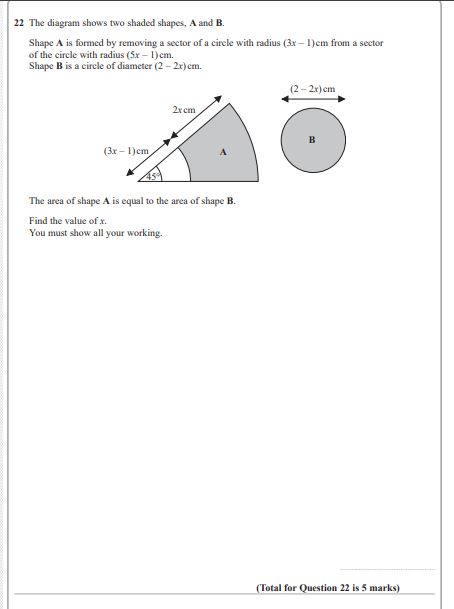 22 The diagram shows two shaded shapes, A and B.
Shape A is formed by removing a sector of a circle with radius (3x – 1) cm from a sector
of the circle with radius (5x – 1) cm.
Shape B is a circle of diameter (2 – 2x) cm.
(2 – 2x) cm
2x cm
B
(3x – 1) cm
A
45°
The area of shape A is equal to the area of shape B.
Find the value of x.
You must show all your working.
(Total for Question 22 is 5 marks)